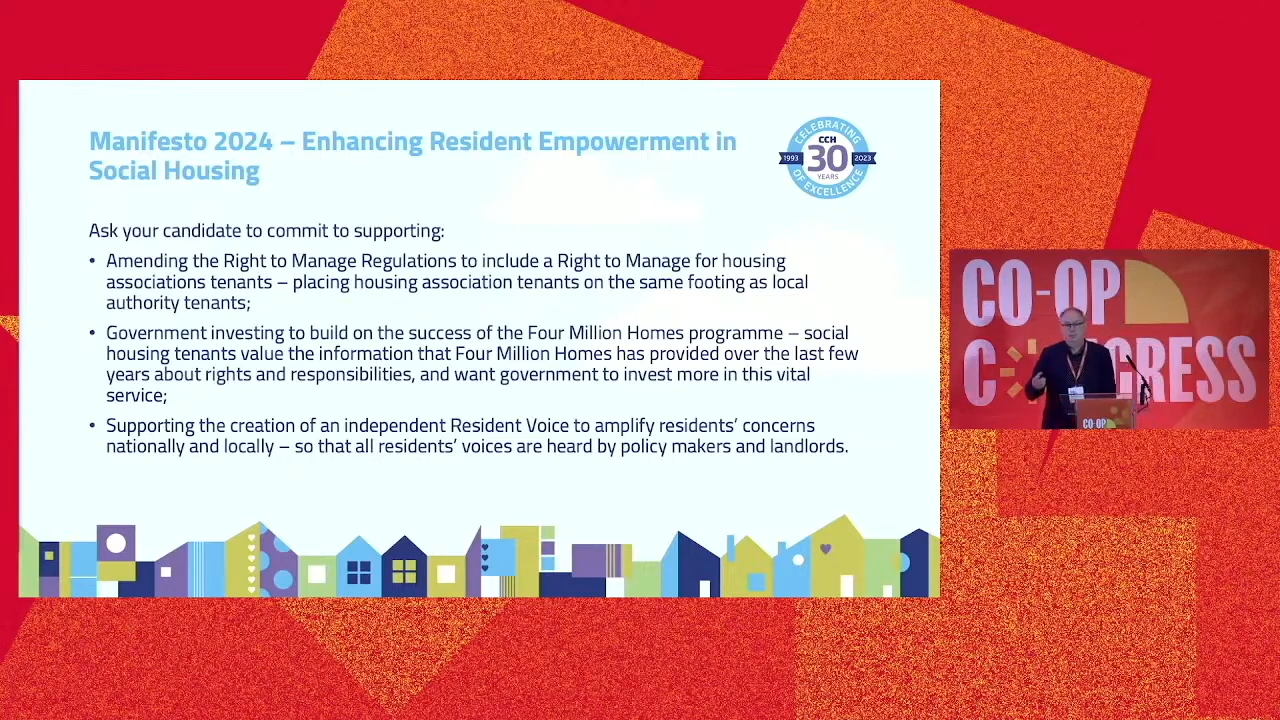 Manifesto 2024 – Enhancing Resident Empowerment in
Social Housing
CELEBRATING
CCH
1993 30 2023
YEARS
OF EXCELLENCE
Ask your candidate to commit to supporting:
• Amending the Right to Manage Regulations to include a Right to Manage for housing
associations tenants – placing housing association tenants on the same footing as local
authority tenants;
• Government investing to build on the success of the Four Million Homes programme – social
housing tenants value the information that Four Million Homes has provided over the last few
years about rights and responsibilities, and want government to invest more in this vital
service;
• Supporting the creation of an independent Resident Voice to amplify residents’ concerns
nationally and locally – so that all residents’ voices are heard by policy makers and landlords.
CO-OP
C GRESS
CO-OP